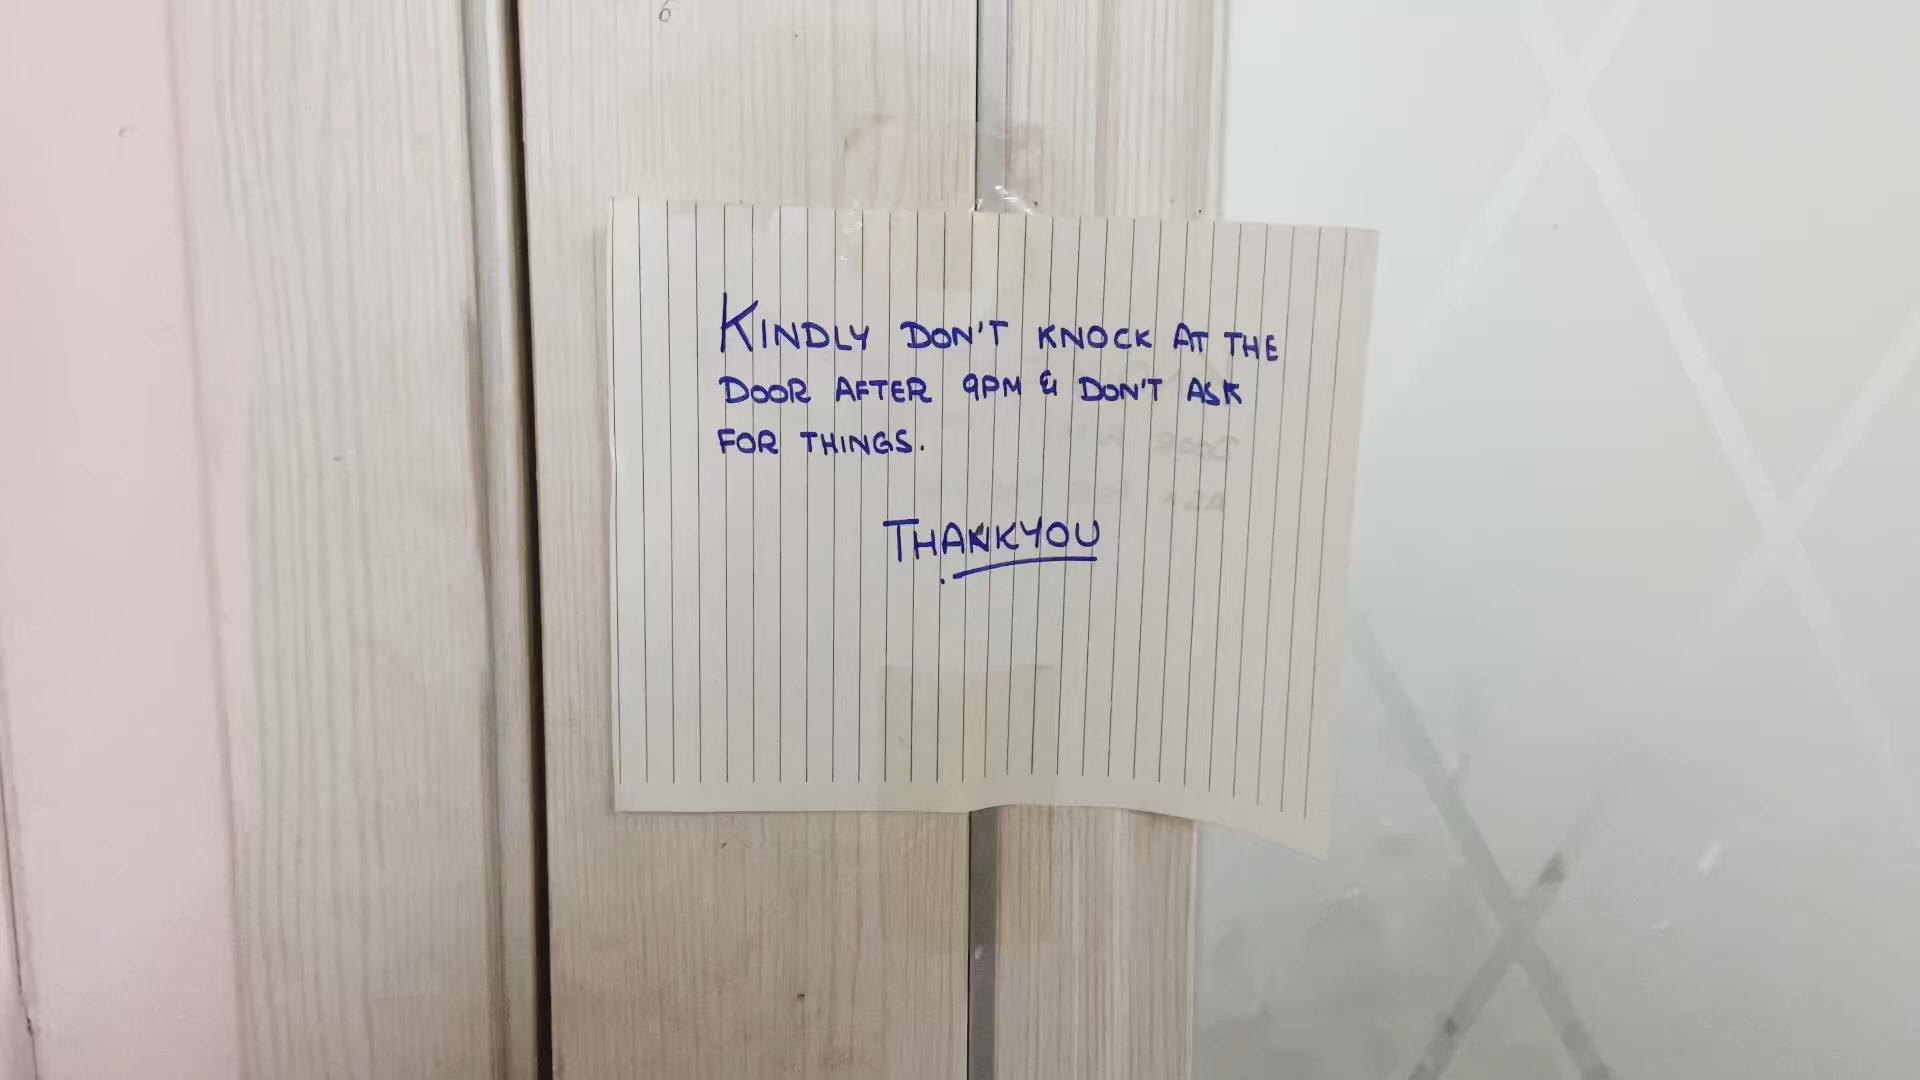 KINDLY DON'T KNOCK AT THE
DOOR AFTER 9PM & DON'T ASK
FOR THINGS.
THANKYOU